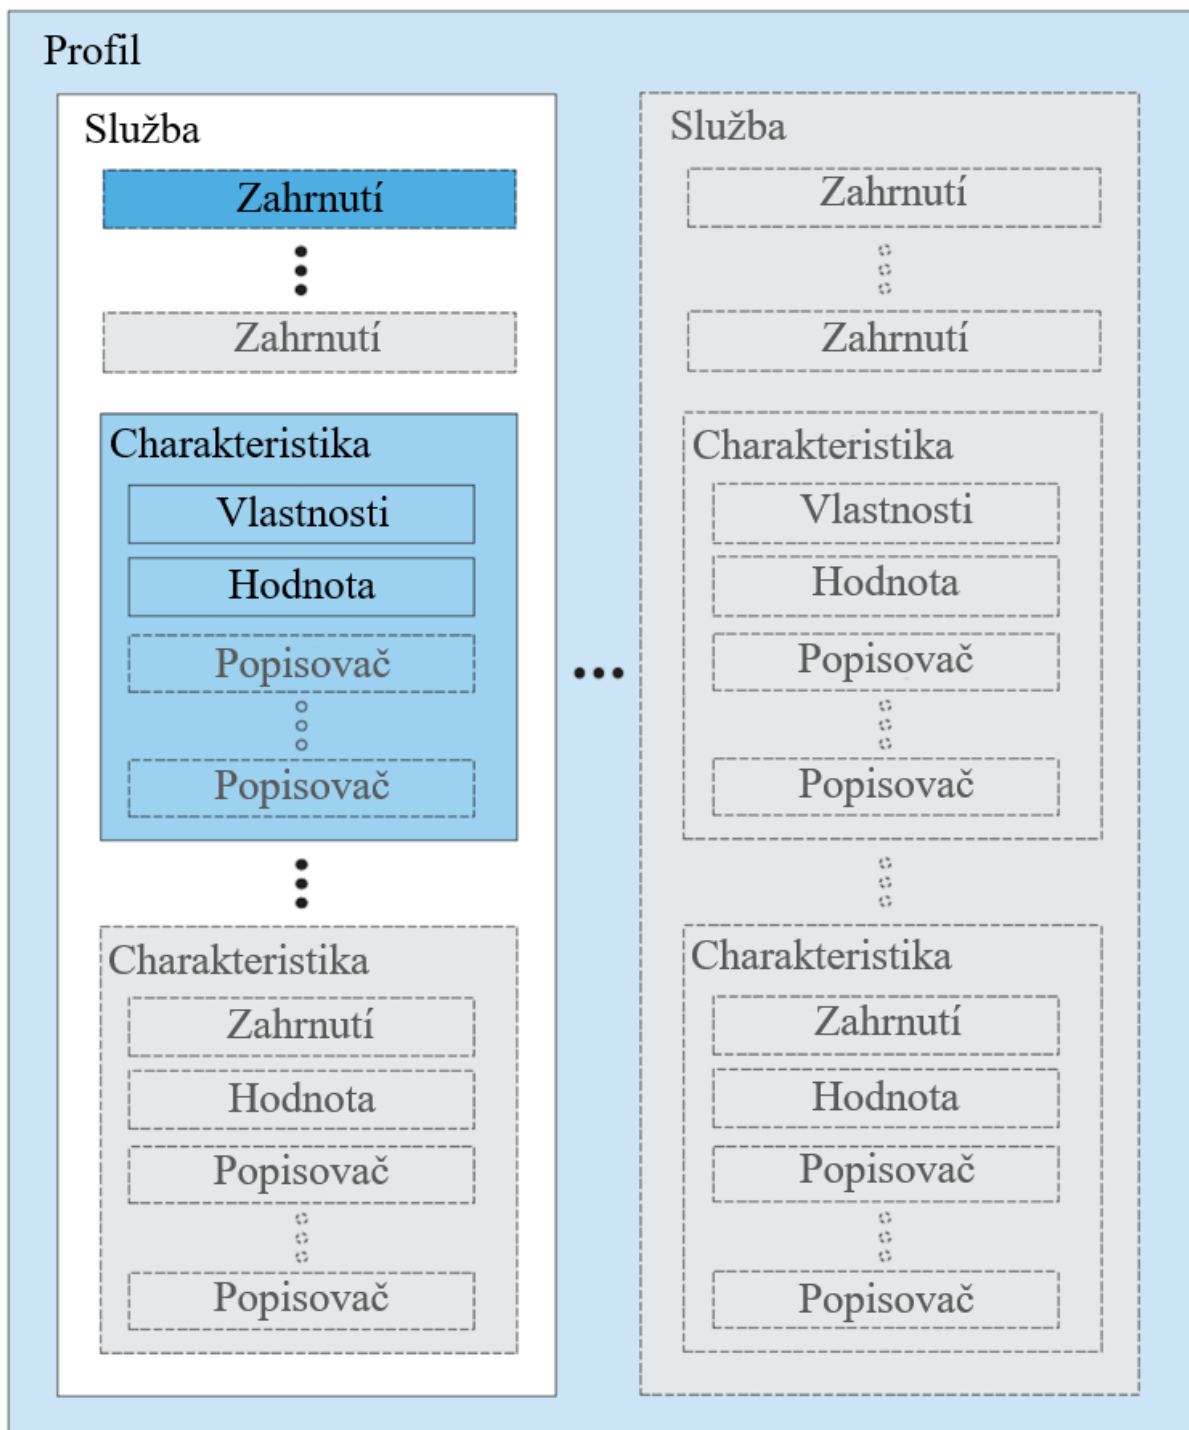 Profil
Služba
Zahrnutí
Zahrnutí
Charakteristika
Vlastnosti
Hodnota
Popisovač
Popisovač
Charakteristika
Zahrnutí
Hodnota
Popisovač
Popisovač
Služba
Zahrnutí
Zahrnutí
Charakteristika
Vlastnosti
Hodnota
Popisovač
Popisovač
Charakteristika
Zahrnutí
Hodnota
Popisovač
Popisovač